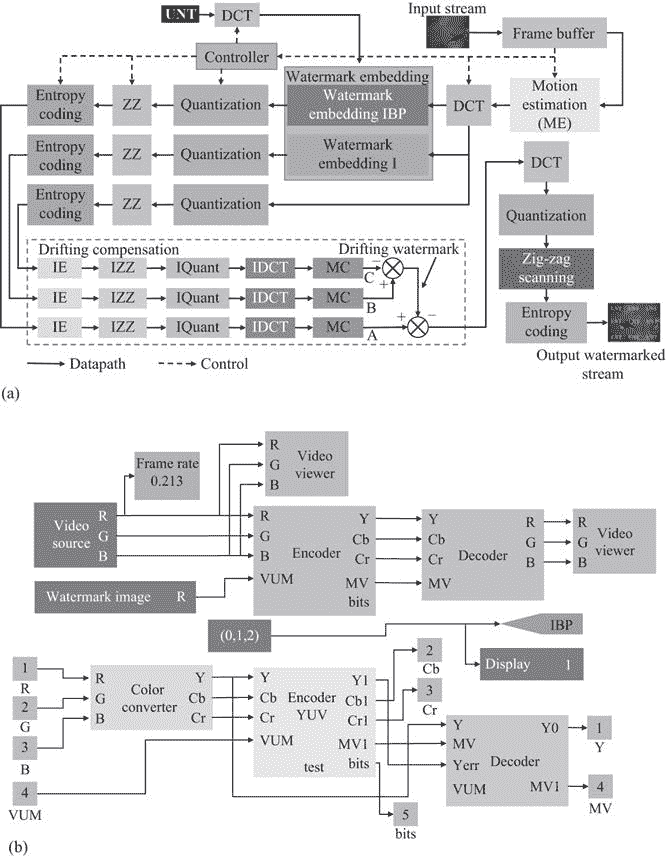 UNT
DCT
Input stream
Frame buffer
Controller
Entropy
coding
ZZ
Quantization
Watermark embedding
Watermark
embedding IBP
DCT
Motion
estimation
(ME)
Entropy
coding
ZZ
Quantization
Watermark
embedding I
DCT
Entropy
coding
ZZ
Quantization
Quantization
Drifting compensation
Drifting watermark
IE
IZZ
IQuant
IDCT
MC
C
−
+
Zig-zag
scanning
IE
IZZ
IQuant
IDCT
MC
B
IE
IZZ
IQuant
IDCT
MC
A
+
−
Entropy
coding
Datapath
Control
Output watermarked
stream
(a)
Frame rate
0.213
R
G
B
Video
viewer
Video
source
R
G
B
R
G
B
VUM
Encoder
Y
Cb
Cr
MV
bits
Y
Cb
Cr
MV
Decoder
R
G
B
R
G
B
Video
viewer
Watermark image
R
(0,1,2)
IBP
Display
1
1
R
2
G
3
B
4
VUM
R
G
B
Color
converter
Y
Cb
Cr
Y
Cb
Cr
VUM
Encoder
YUV
test
Y1
Cb1
Cr1
MV1
bits
2
Cb
3
Cr
5
bits
Y
MV
Yerr
VUM
Decoder
Y0
MV1
1
Y
4
MV
(b)